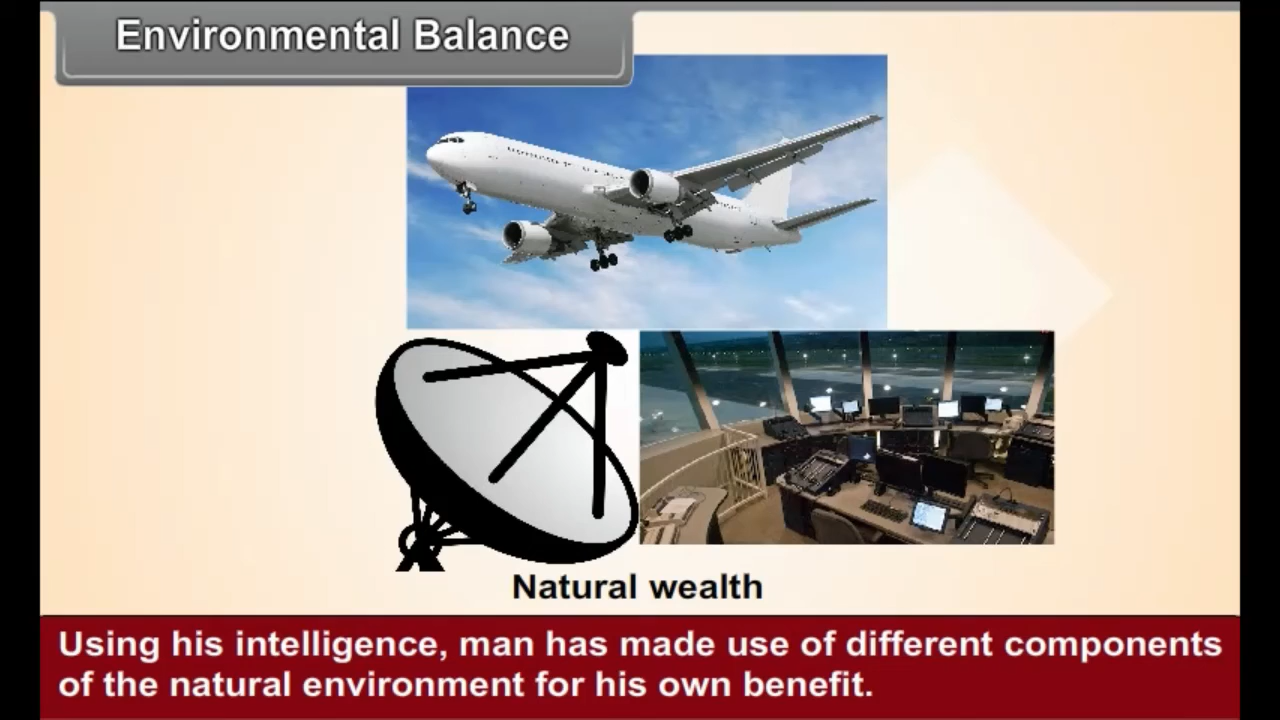 Environmental Balance
Natural wealth
Using his intelligence, man has made use of different components
of the natural environment for his own benefit.